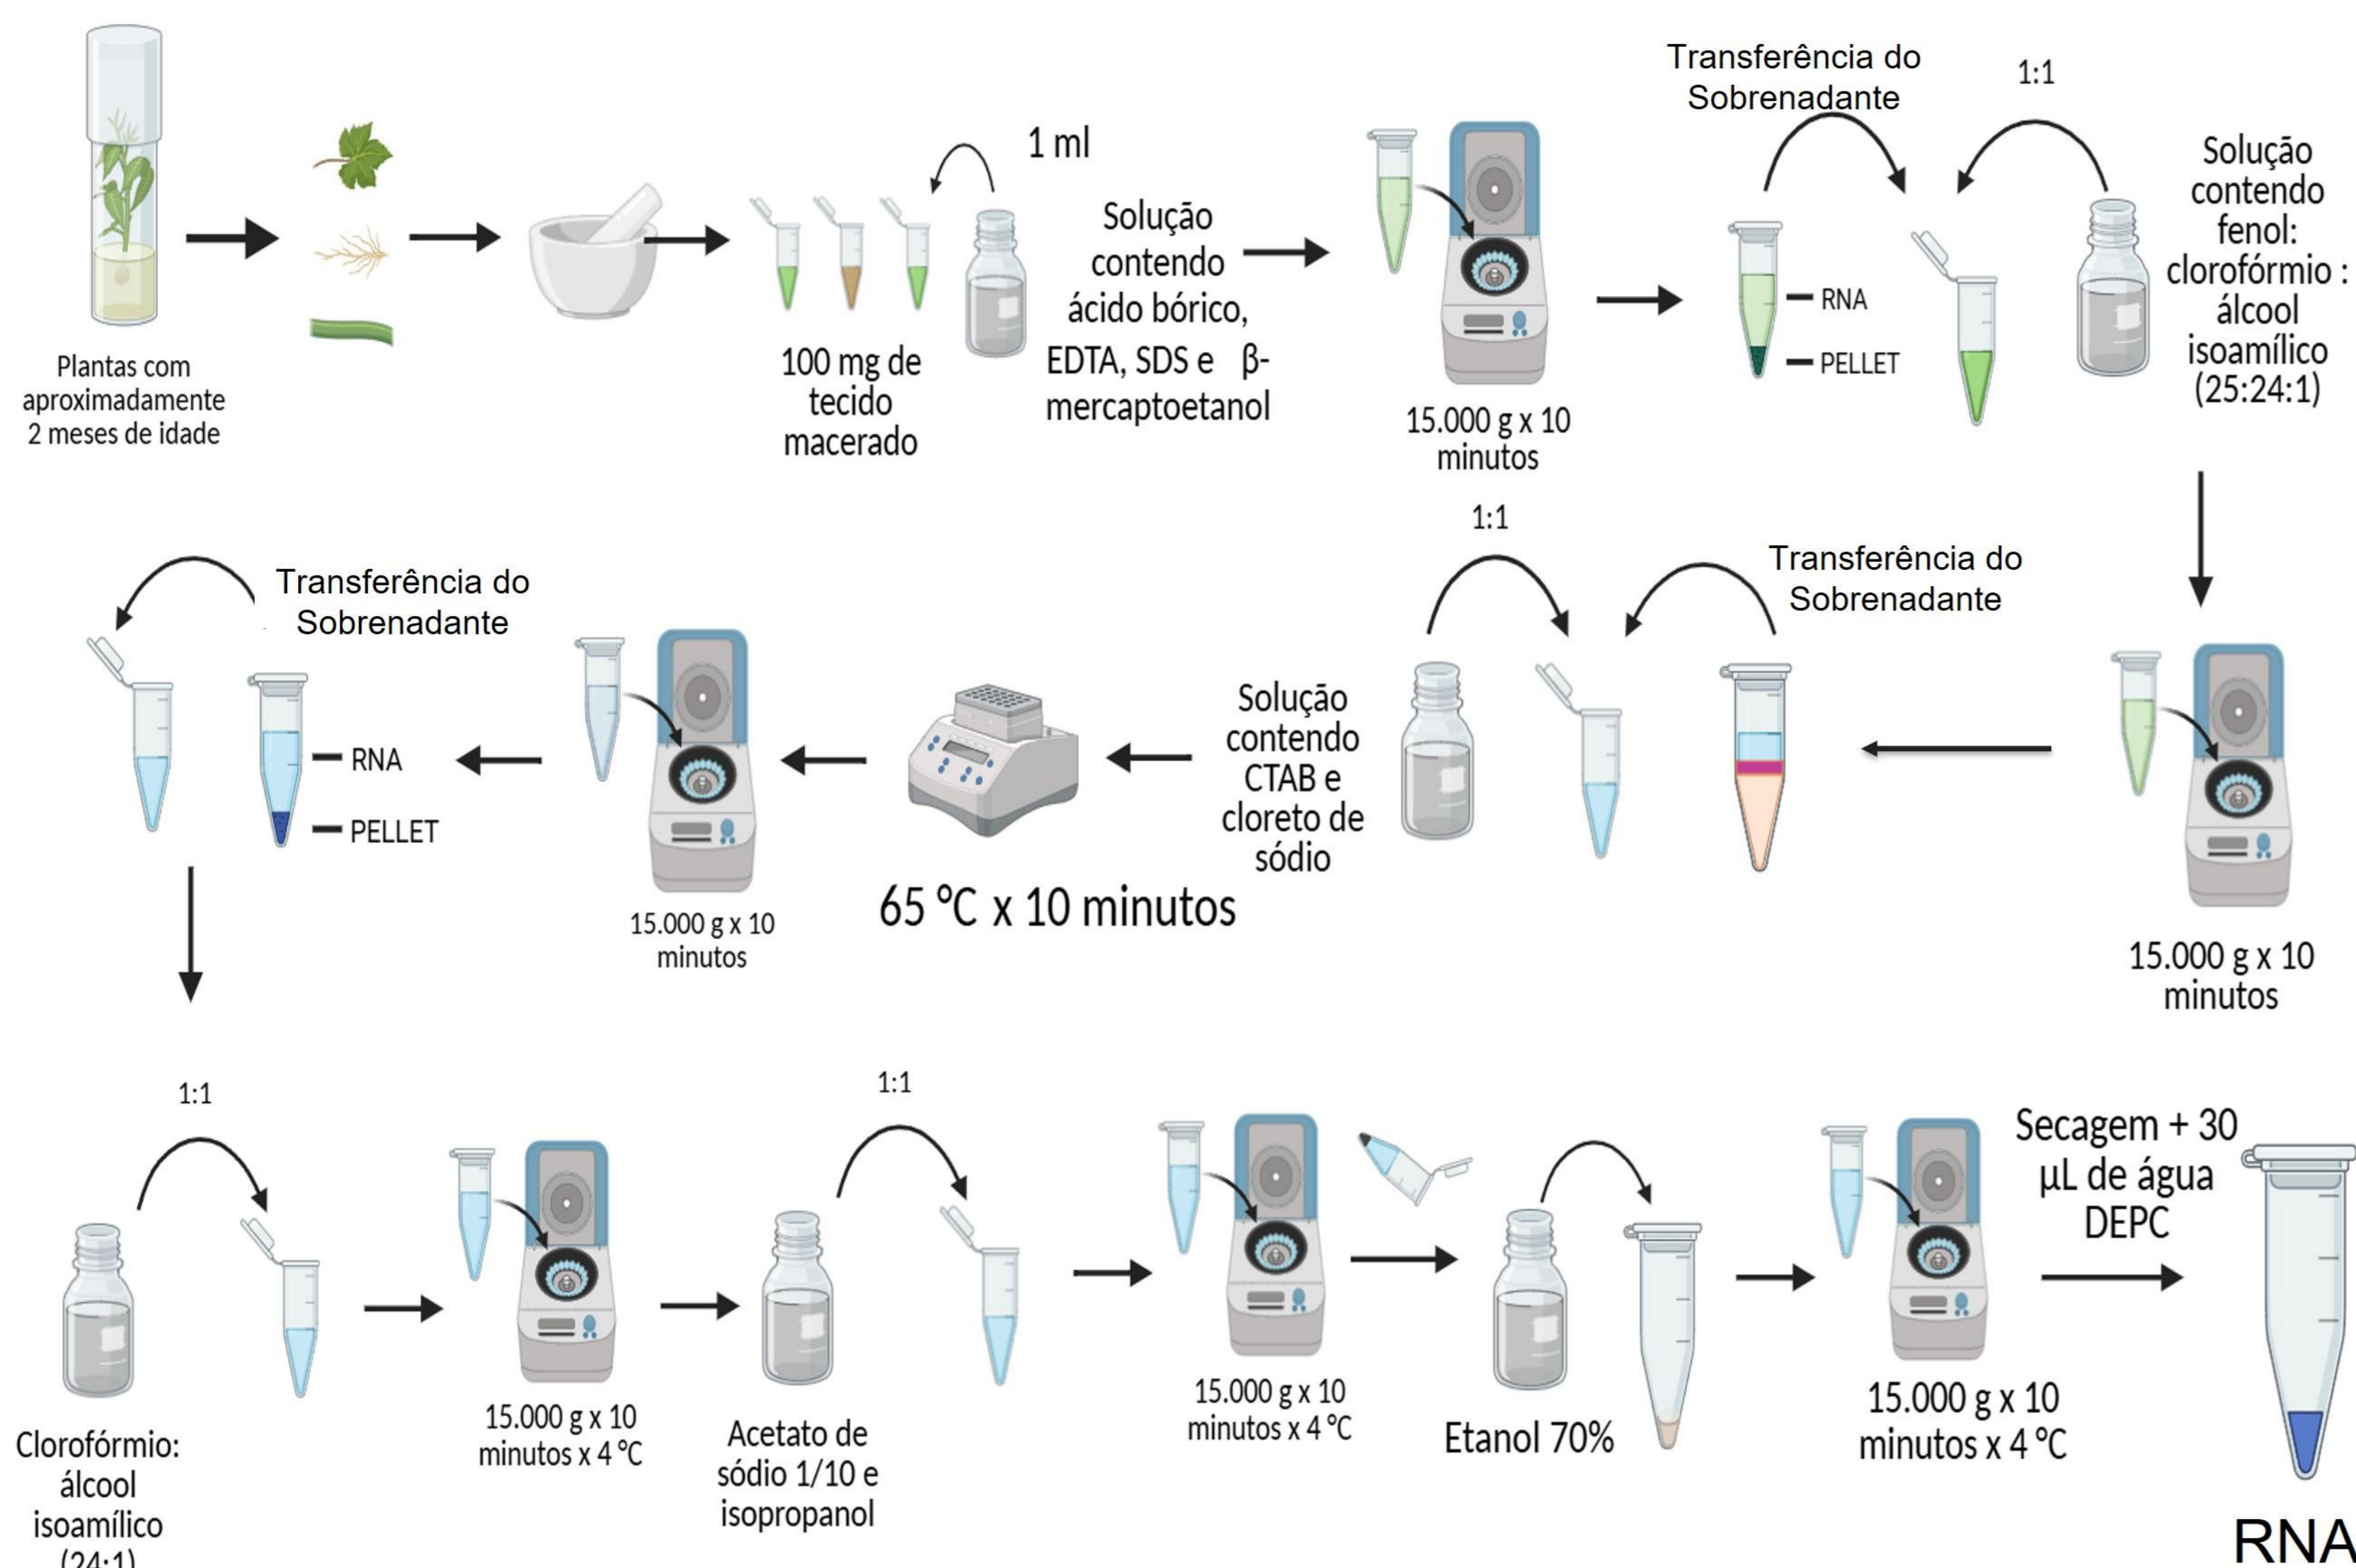 Plantas com
aproximadamente
2 meses de idade
100 mg de
tecido
macerado
1 ml
Solução
contendo
ácido bórico,
EDTA, SDS e β-
mercaptoetanol
15.000 g x 10
minutos
Transferência do
Sobrenadante
RNA
PELLET
1:1
Solução
contendo
fenol:
clorofórmio :
álcool
isoamílico
(25:24:1)
15.000 g x 10
minutos
Transferência do
Sobrenadante
1:1
Solução
contendo
CTAB e
cloreto de
sódio
65 °C x 10 minutos
15.000 g x 10
minutos
Transferência do
Sobrenadante
RNA
PELLET
1:1
Clorofórmio:
álcool
isoamílico
(24:1)
15.000 g x 10
minutos x 4 °C
1:1
Acetato de
sódio 1/10 e
isopropanol
15.000 g x 10
minutos x 4 °C
Etanol 70%
15.000 g x 10
minutos x 4 °C
Secagem + 30
µL de água
DEPC
RNA